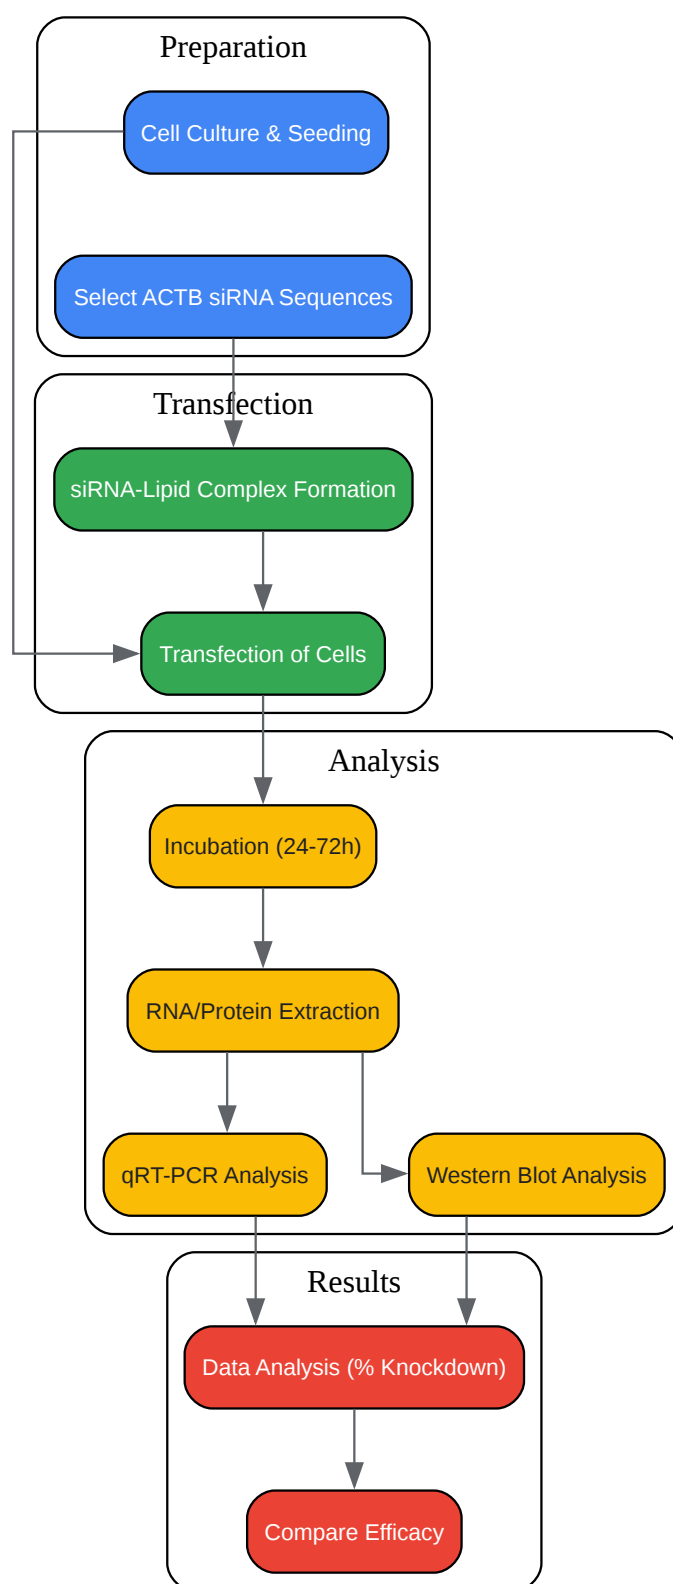 Preparation
Cell Culture & Seeding
Select ACTB siRNA Sequences
Transfection
siRNA-Lipid Complex Formation
Transfection of Cells
Analysis
Incubation (24-72h)
RNA/Protein Extraction
qRT-PCR Analysis
Western Blot Analysis
Results
Data Analysis (% Knockdown)
Compare Efficacy